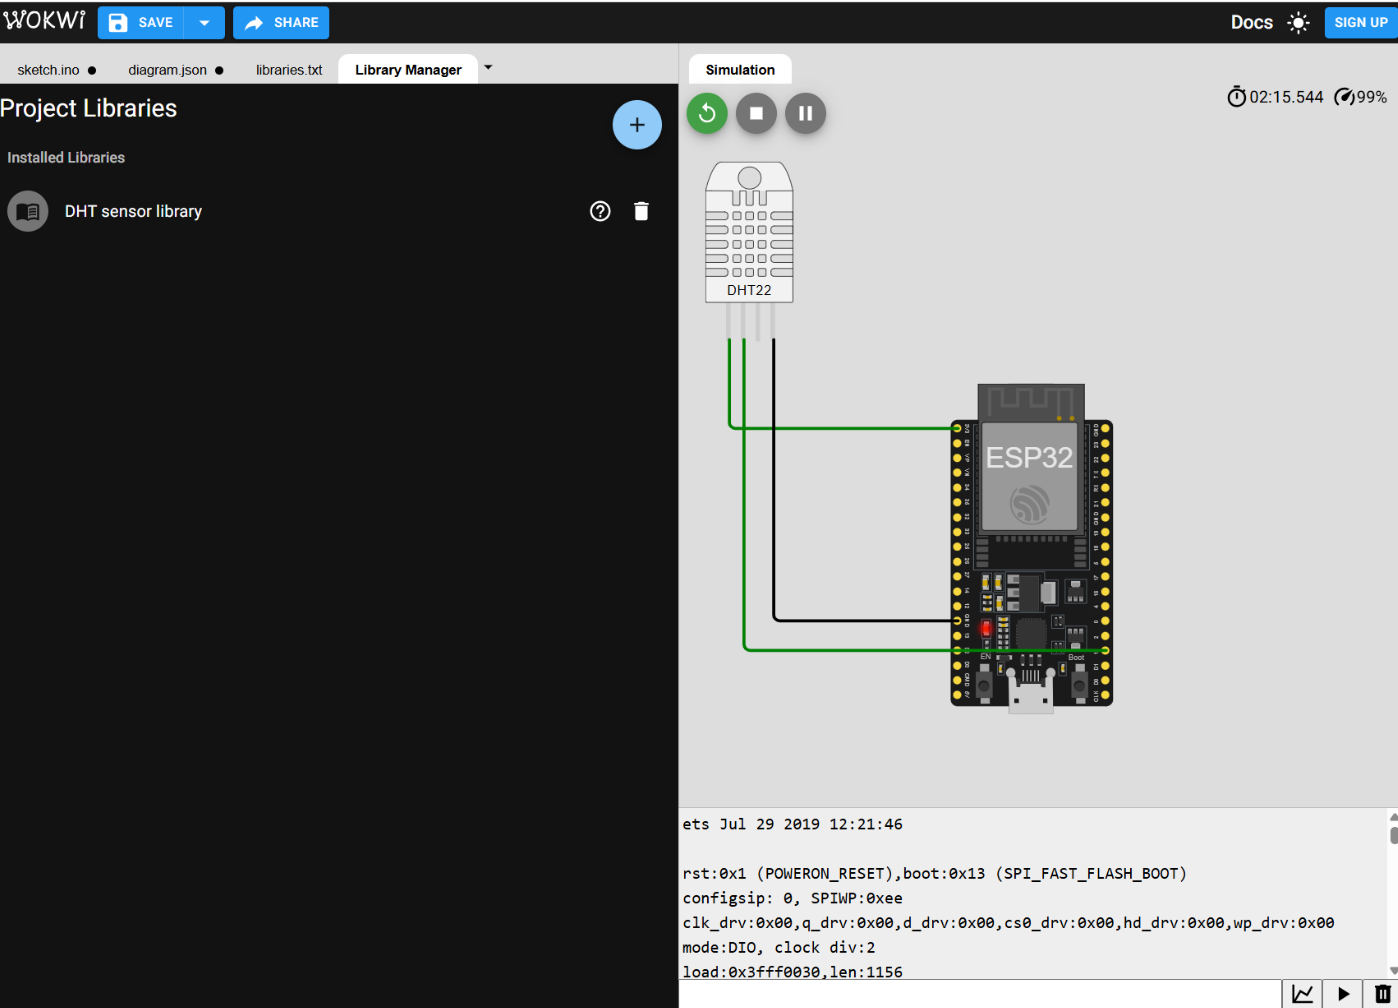 WOKWI
SAVE
SHARE
Docs
SIGN UP
sketch.ino ●
diagram.json ●
libraries.txt
Library Manager
Simulation
Project Libraries
02:15.544
99%
Installed Libraries
DHT sensor library
DHT22
ESP32
EN
Boot
ets Jul 29 2019 12:21:46
rst:0x1 (POWERON_RESET),boot:0x13 (SPI_FAST_FLASH_BOOT)
configsip: 0, SPIWP:0xee
clk_drv:0x00,q_drv:0x00,d_drv:0x00,cs0_drv:0x00,hd_drv:0x00,wp_drv:0x00
mode:DIO, clock div:2
load:0x3fff0030,len:1156